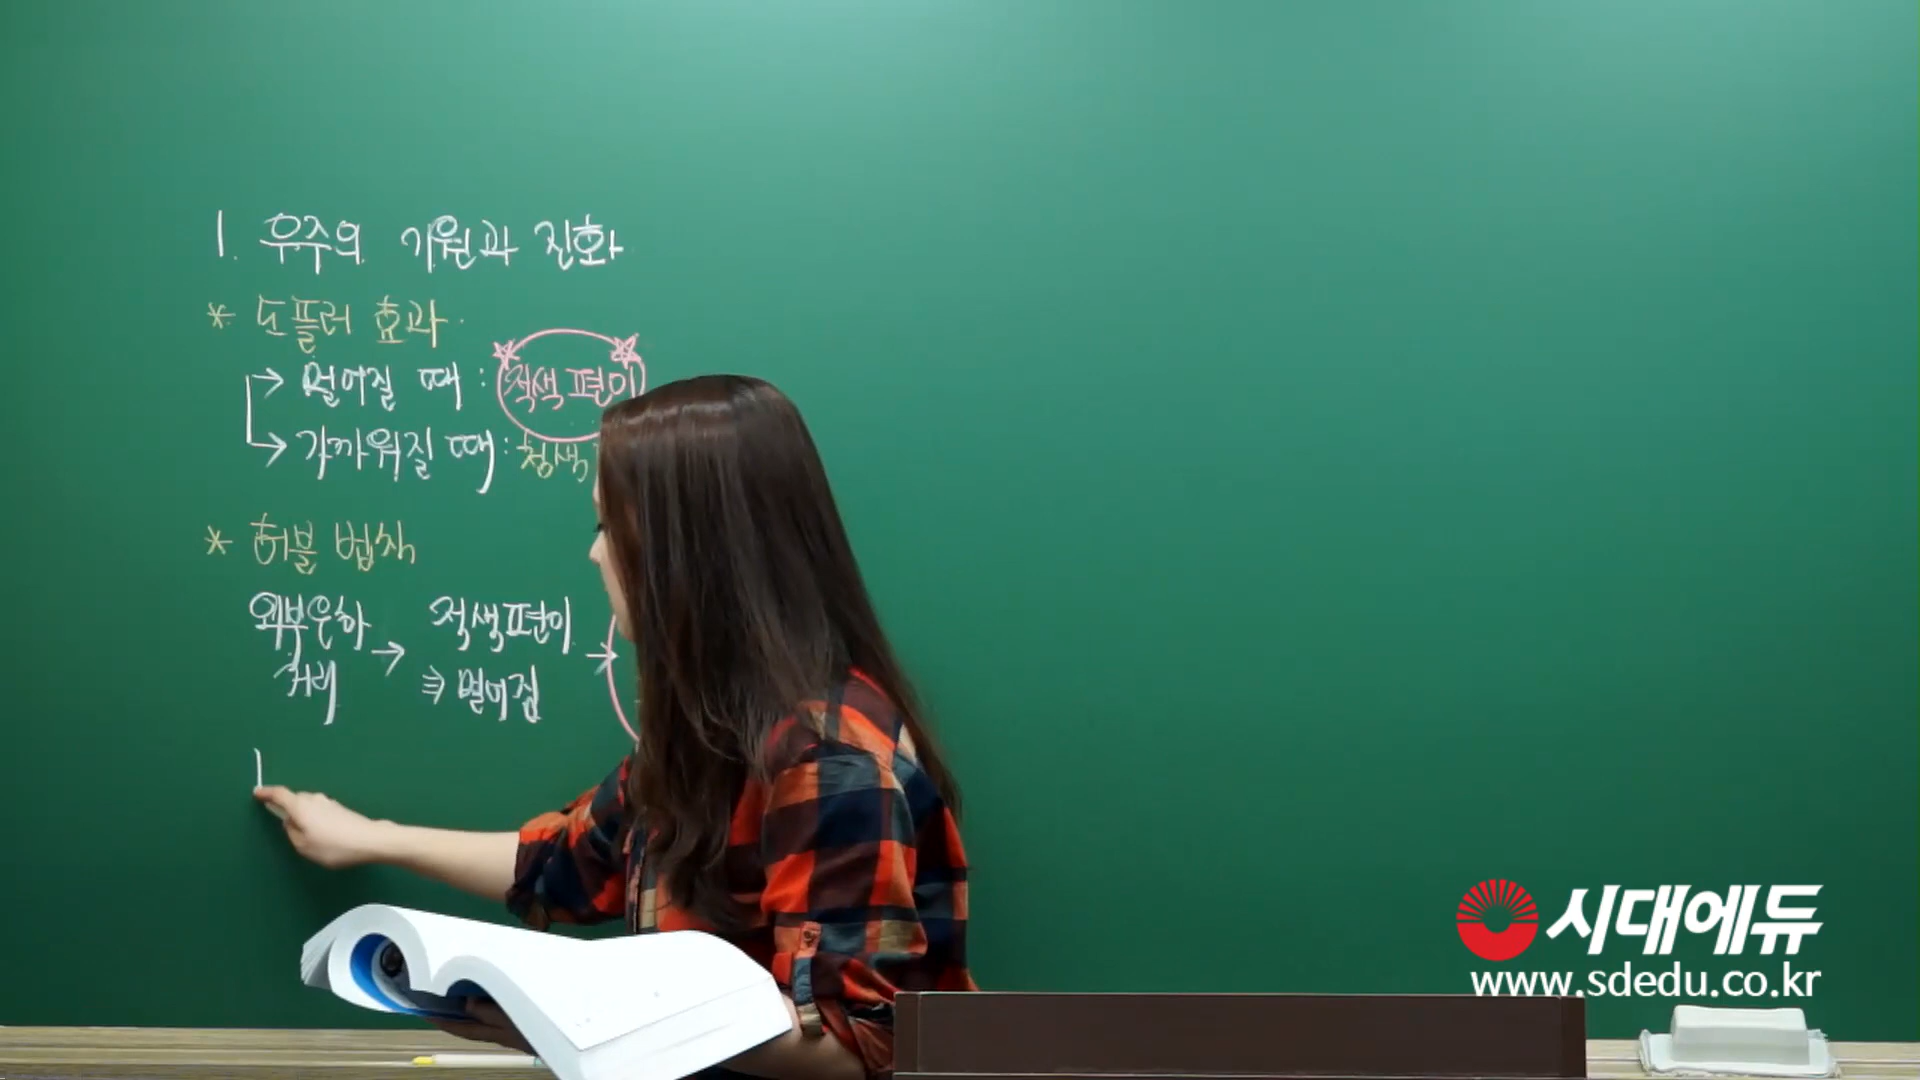 1. 우주의 기원과 진화
* 도플러 효과
→ 멀어질 때 : 적색편이
→ 가까워질 때 : 청색
* 허블 법칙
외부은하 → 적색편이 →
거리 ⇒ 멀어짐
시대에듀
www.sdedu.co.kr